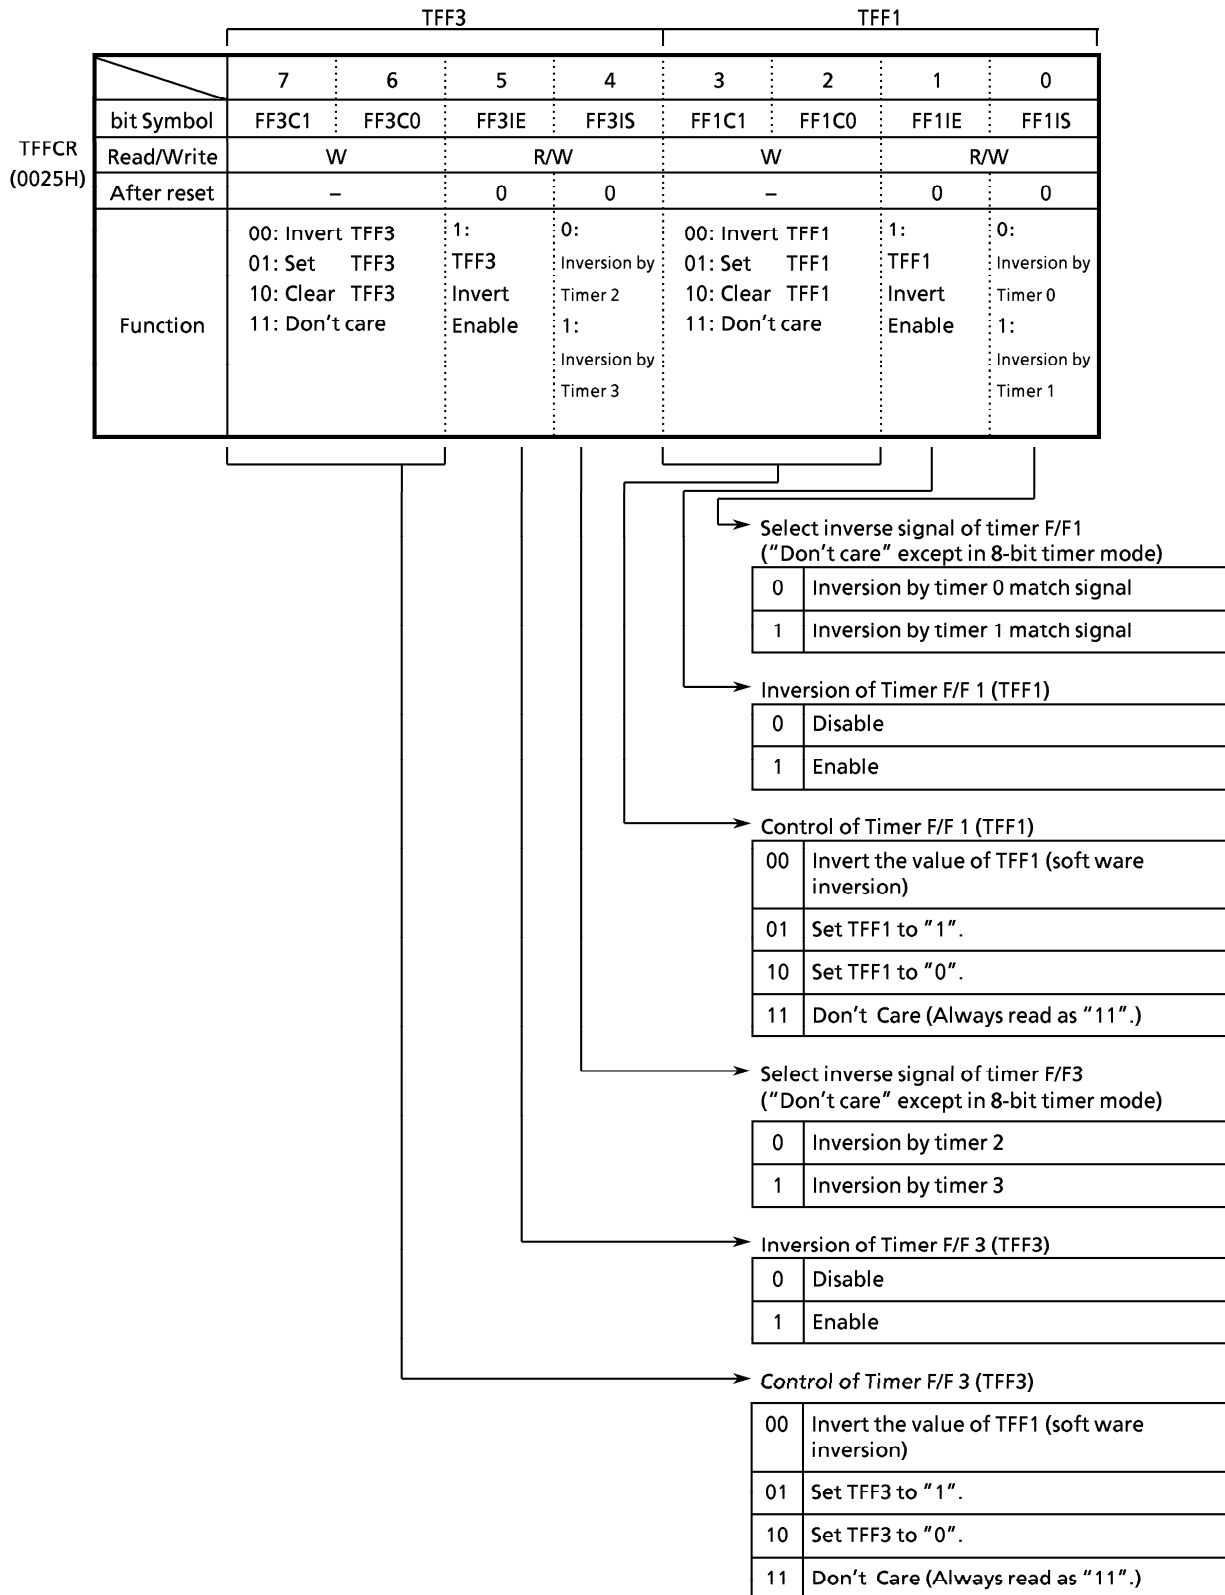 TFF3 TFF1
7 6 5 4 3 2 1 0
bit Symbol FF3C1 FF3C0 FF3IE FF3IS FF1C1 FF1C0 FF1IE FF1IS
TFFCR
(0025H)
Read/Write W R/W W R/W
After reset – 0 0 – 0 0
Function
00: Invert TFF3
01: Set TFF3
10: Clear TFF3
11: Don't care
1:
TFF3
Invert
Enable
0:
Inversion by
Timer 2
1:
Inversion by
Timer 3
00: Invert TFF1
01: Set TFF1
10: Clear TFF1
11: Don't care
1:
TFF1
Invert
Enable
0:
Inversion by
Timer 0
1:
Inversion by
Timer 1
Select inverse signal of timer F/F1
("Don't care" except in 8-bit timer mode)
0 Inversion by timer 0 match signal
1 Inversion by timer 1 match signal
Inversion of Timer F/F 1 (TFF1)
0 Disable
1 Enable
Control of Timer F/F 1 (TFF1)
00 Invert the value of TFF1 (soft ware
inversion)
01 Set TFF1 to "1".
10 Set TFF1 to "0".
11 Don't Care (Always read as "11".)
Select inverse signal of timer F/F3
("Don't care" except in 8-bit timer mode)
0 Inversion by timer 2
1 Inversion by timer 3
Inversion of Timer F/F 3 (TFF3)
0 Disable
1 Enable
Control of Timer F/F 3 (TFF3)
00 Invert the value of TFF1 (soft ware
inversion)
01 Set TFF3 to "1".
10 Set TFF3 to "0".
11 Don't Care (Always read as "11".)